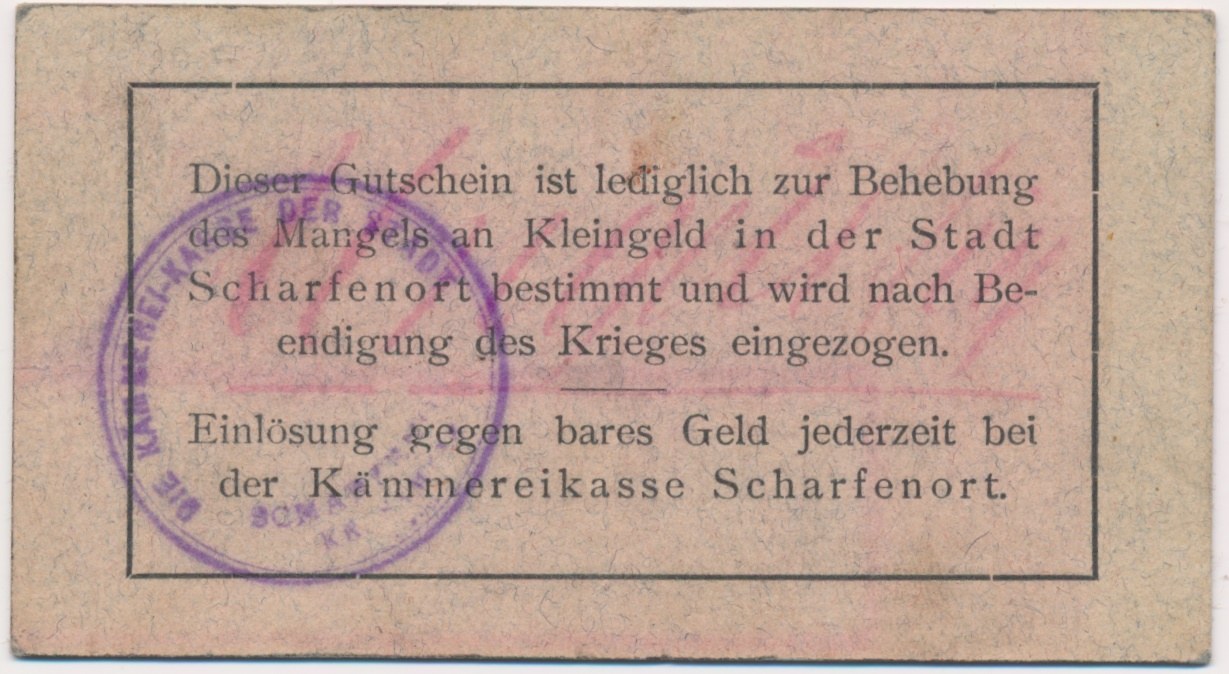 Dieser Gutschein ist lediglich zur Behebung
des Mangels an Kleingeld in der Stadt
Scharfenort bestimmt und wird nach Be-
endigung des Krieges eingezogen.
Einlösung gegen bares Geld jederzeit bei
der Kämmereikasse Scharfenort.
DIE KÄMMEREI-KASSE DER STADT